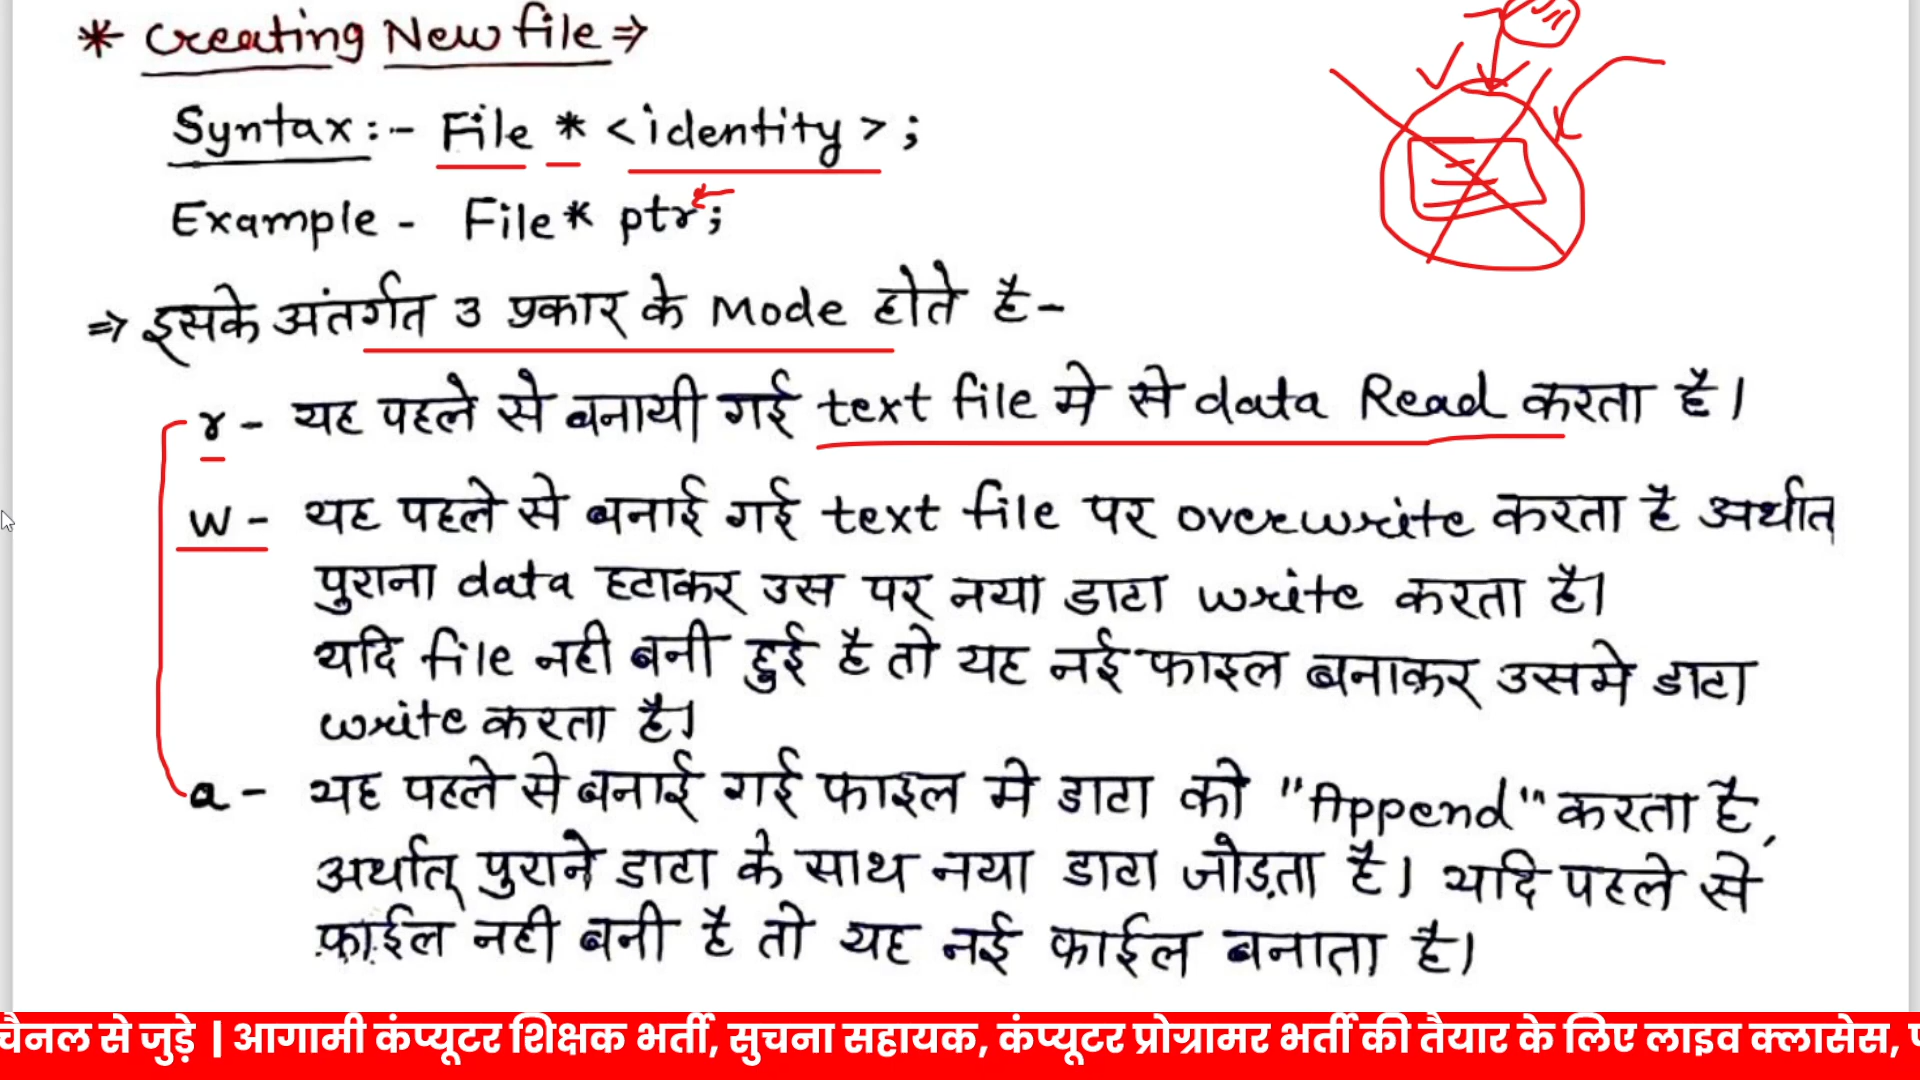 * Creating New file ⇒
Syntax :- File * <identity> ;
Example - File* ptr;
⇒ इसके अंतर्गत 3 प्रकार के Mode होते है-
r - यह पहले से बनायी गई text file मे से data Read करता है।
w - यह पहले से बनाई गई text file पर overwrite करता है अर्थात
पुराना data हटाकर उस पर नया डाटा write करता है।
यदि file नही बनी हुई है तो यह नई फाइल बनाकर उसमे डाटा
write करता है।
a - यह पहले से बनाई गई फाइल मे डाटा को "Append" करता है,
अर्थात् पुराने डाटा के साथ नया डाटा जोड़ता है। यदि पहले से
फाईल नही बनी है तो यह नई फाईल बनाता है।
चैनल से जुड़े | आगामी कंप्यूटर शिक्षक भर्ती, सुचना सहायक, कंप्यूटर प्रोग्रामर भर्ती की तैयार के लिए लाइव क्लासेस,